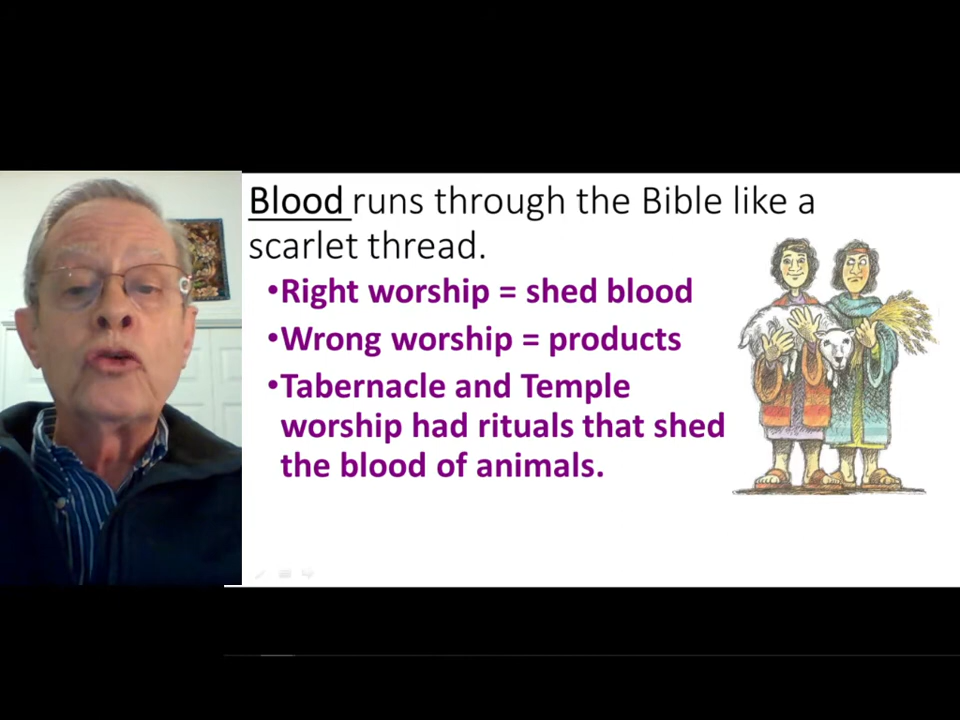 Blood runs through the Bible like a
scarlet thread.
•Right worship = shed blood
•Wrong worship = products
•Tabernacle and Temple
worship had rituals that shed
the blood of animals.